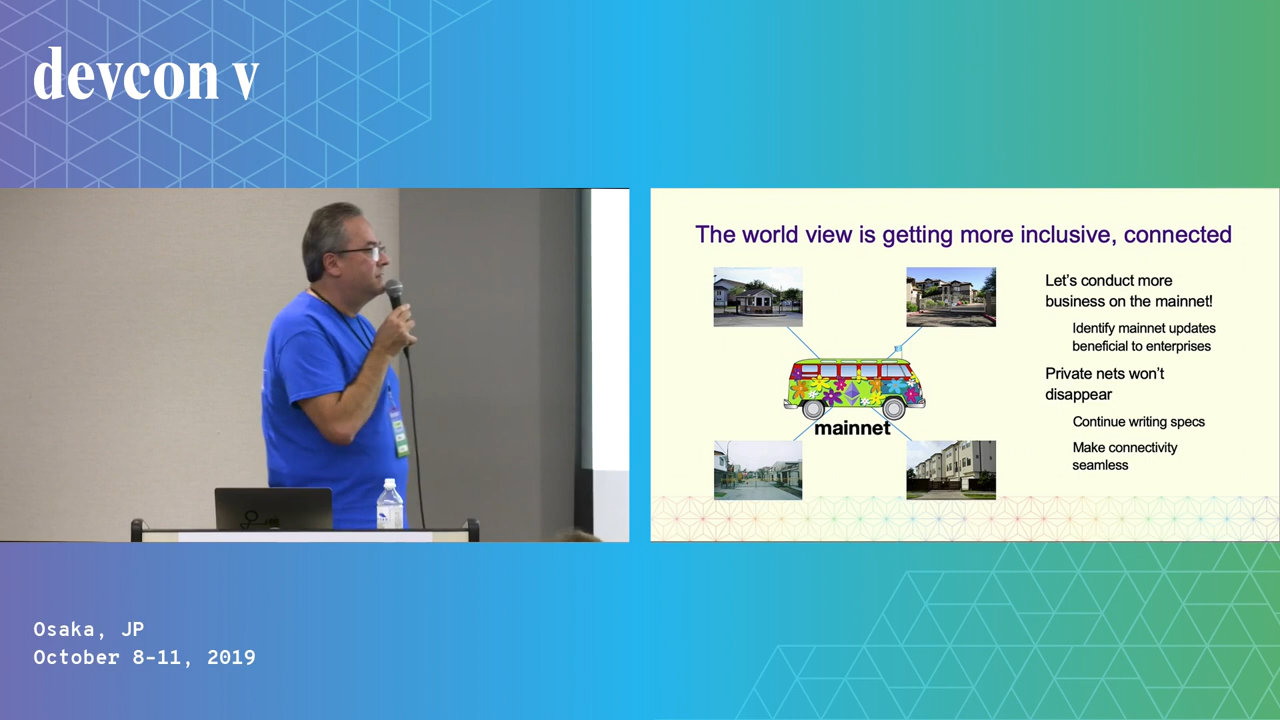 devcon v
The world view is getting more inclusive, connected
Let's conduct more
business on the mainnet!
Identify mainnet updates
beneficial to enterprises
Private nets won't
disappear
Continue writing specs
Make connectivity
seamless
mainnet
Osaka, JP
October 8-11, 2019